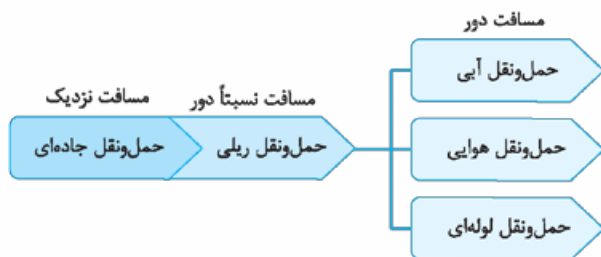 مسافت دور
حمل‌ونقل آبی
مسافت نزدیک
مسافت نسبتاً دور
حمل‌ونقل جاده‌ای
حمل‌ونقل ریلی
حمل‌ونقل هوایی
حمل‌ونقل لوله‌ای